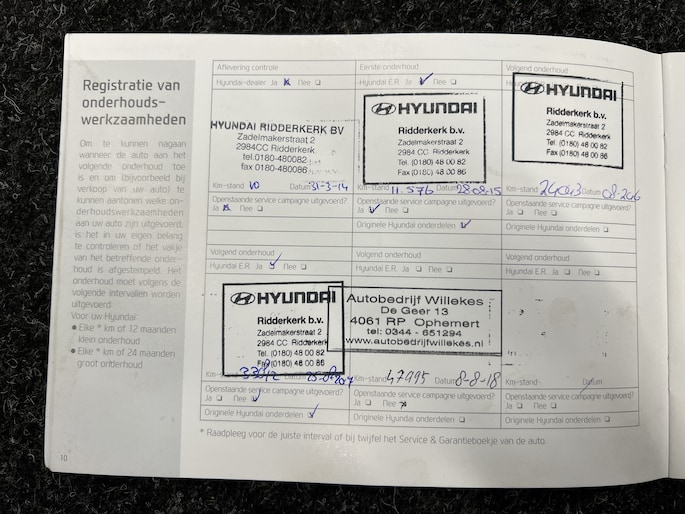 Registratie van
onderhouds-
werkzaamheden
Om te kunnen nagaan
wanneer de auto aan het
volgende onderhoud toe
is en om (bijvoorbeeld bij
verkoop van uw auto) te
kunnen aantonen welke on-
derhoudswerkzaamheden
aan uw auto zijn uitgevoerd,
is het in uw eigen belang
te controleren of het vakje
van het betreffende onder-
houd is afgestempeld. Het
onderhoud moet volgens de
volgende intervallen worden
uitgevoerd:
Voor uw Hyundai:
● Elke * km of 12 maanden
klein onderhoud
● Elke * km of 24 maanden
groot onderhoud
10
Aflevering controle
Hyundai-dealer Ja ☒ Nee ☐
HYUNDAI RIDDERKERK BV
Zadelmakerstraat 2
2984CC Ridderkerk
tel.0180-480082
fax 0180-480086
Km-stand 10 Datum 31-3-14
Openstaande service campagne uitgevoerd?
Ja ☒ Nee ☐
Eerste onderhoud
Hyundai E.R. Ja ☑ Nee ☐
HYUNDAI
Ridderkerk b.v.
Zadelmakerstraat 2
2984 CC Ridderkerk
Tel. (0180) 48 00 82
Fax (0180) 48 00 86
Km-stand 11.576 Datum 28-08-15
Openstaande service campagne uitgevoerd?
Ja ☑ Nee ☐
Originele Hyundai onderdelen ☑
Volgend onderhoud
HYUNDAI
Ridderkerk b.v.
Zadelmakerstraat 2
2984 CC Ridderkerk
Tel. (0180) 48 00 82
Fax (0180) 48 00 86
Km-stand Datum
Openstaande service campagne uitgevoerd?
Ja ☐ Nee ☐
Originele Hyundai onderdelen ☐
Volgend onderhoud
Hyundai E.R. Ja ☑ Nee ☐
HYUNDAI
Ridderkerk b.v.
Zadelmakerstraat 2
2984 CC Ridderkerk
Tel. (0180) 48 00 82
Fax (0180) 48 00 86
Datum
Openstaande service campagne uitgevoerd?
Ja ☐ Nee ☑
Originele Hyundai onderdelen ☑
Volgend onderhoud
Hyundai E.R. Ja ☐ Nee ☐
Autobedrijf Willekes
De Geer 13
4061 RP Ophemert
tel: 0344 - 651294
www.autobedrijfwillekes.nl
Km-stand 47995 Datum 8-8-18
Openstaande service campagne uitgevoerd?
Ja ☐ Nee ☒
Originele Hyundai onderdelen ☐
Volgend onderhoud
Hyundai E.R. Ja ☐ Nee ☐
Km-stand Datum
Openstaande service campagne uitgevoerd?
Ja ☐ Nee ☐
Originele Hyundai onderdelen ☐
* Raadpleeg voor de juiste interval of bij twijfel het Service & Garantieboekje van de auto.